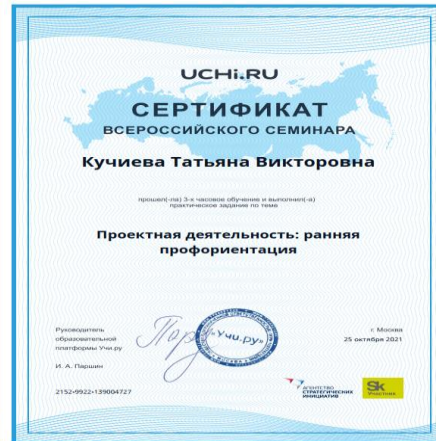 UCHi.RU
СЕРТИФИКАТ
ВСЕРОССИЙСКОГО СЕМИНАРА
Кучиева Татьяна Викторовна
прошел(-ла) 3-х часовое обучение и выполнил(-а)
практическое задание по теме
Проектная деятельность: ранняя
профориентация
Руководитель
образовательной
платформы Учи.ру
И. А. Паршин
2152-9922-139004727
«Учи.ру»
г. Москва
25 октября 2021
АГЕНТСТВО
СТРАТЕГИЧЕСКИХ
ИНИЦИАТИВ
Sk
Участник